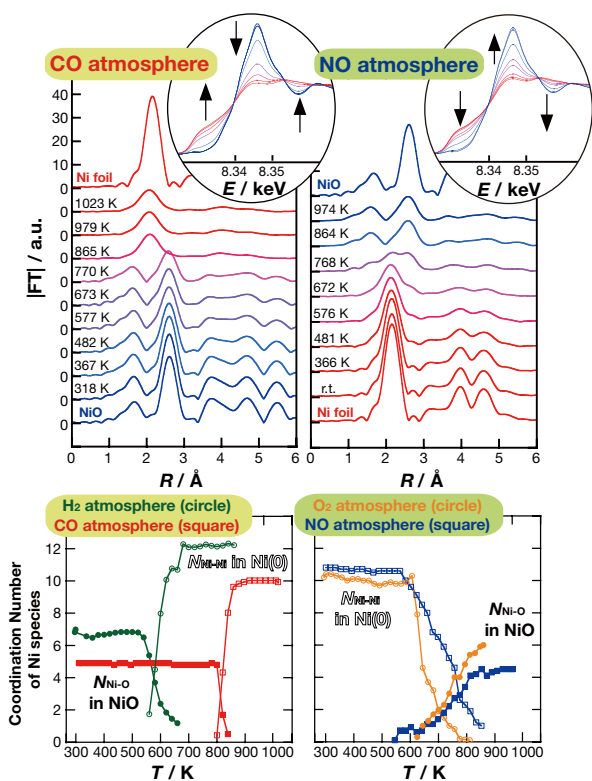 CO atmosphere
NO atmosphere
40
30
20
10
0
0
0
0
0
0
0
0
0
0
0
|FT| / a.u.
8.34 8.35
E / keV
8.34 8.35
E / keV
Ni foil
1023 K
979 K
865 K
770 K
673 K
577 K
482 K
367 K
318 K
NiO
NiO
974 K
864 K
768 K
672 K
576 K
481 K
366 K
r.t.
Ni foil
0 1 2 3 4 5 6
R / Å
0 1 2 3 4 5 6
R / Å
H2 atmosphere (circle)
CO atmosphere (square)
O2 atmosphere (circle)
NO atmosphere (square)
Coordination Number
of Ni species
12
10
8
6
4
2
0
NNi-Ni in Ni(0)
NNi-O
in NiO
300 400 500 600 700 800 900 1000
T / K
NNi-Ni
in Ni(0)
NNi-O
in NiO
300 400 500 600 700 800 900 1000
T / K